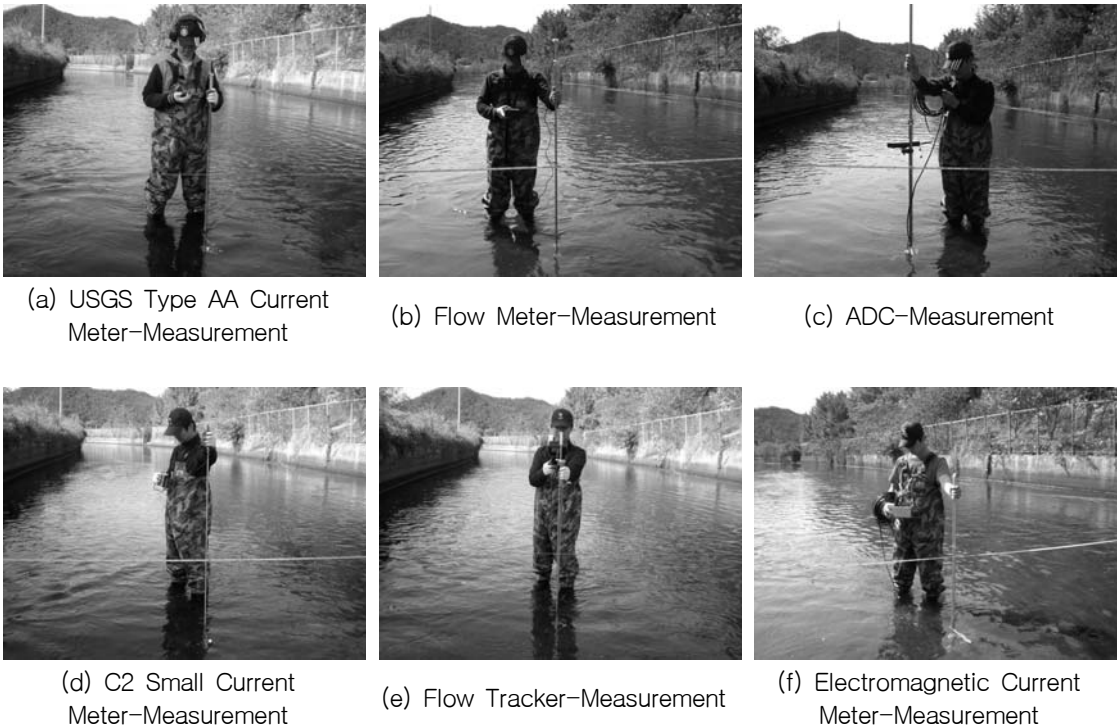 (a) USGS Type AA Current
Meter-Measurement
(b) Flow Meter-Measurement
(c) ADC-Measurement
(d) C2 Small Current
Meter-Measurement
(e) Flow Tracker-Measurement
(f) Electromagnetic Current
Meter-Measurement